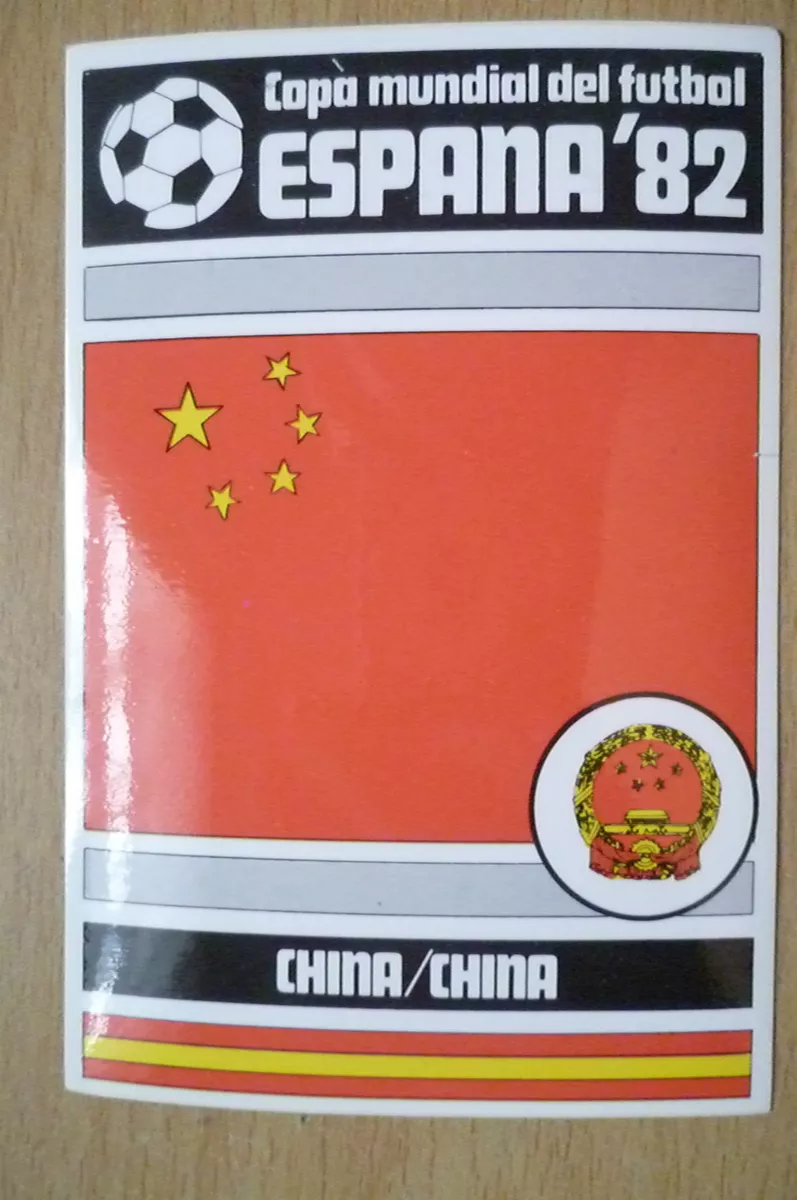 Copa mundial del futbol
ESPANA '82
CHINA/CHINA